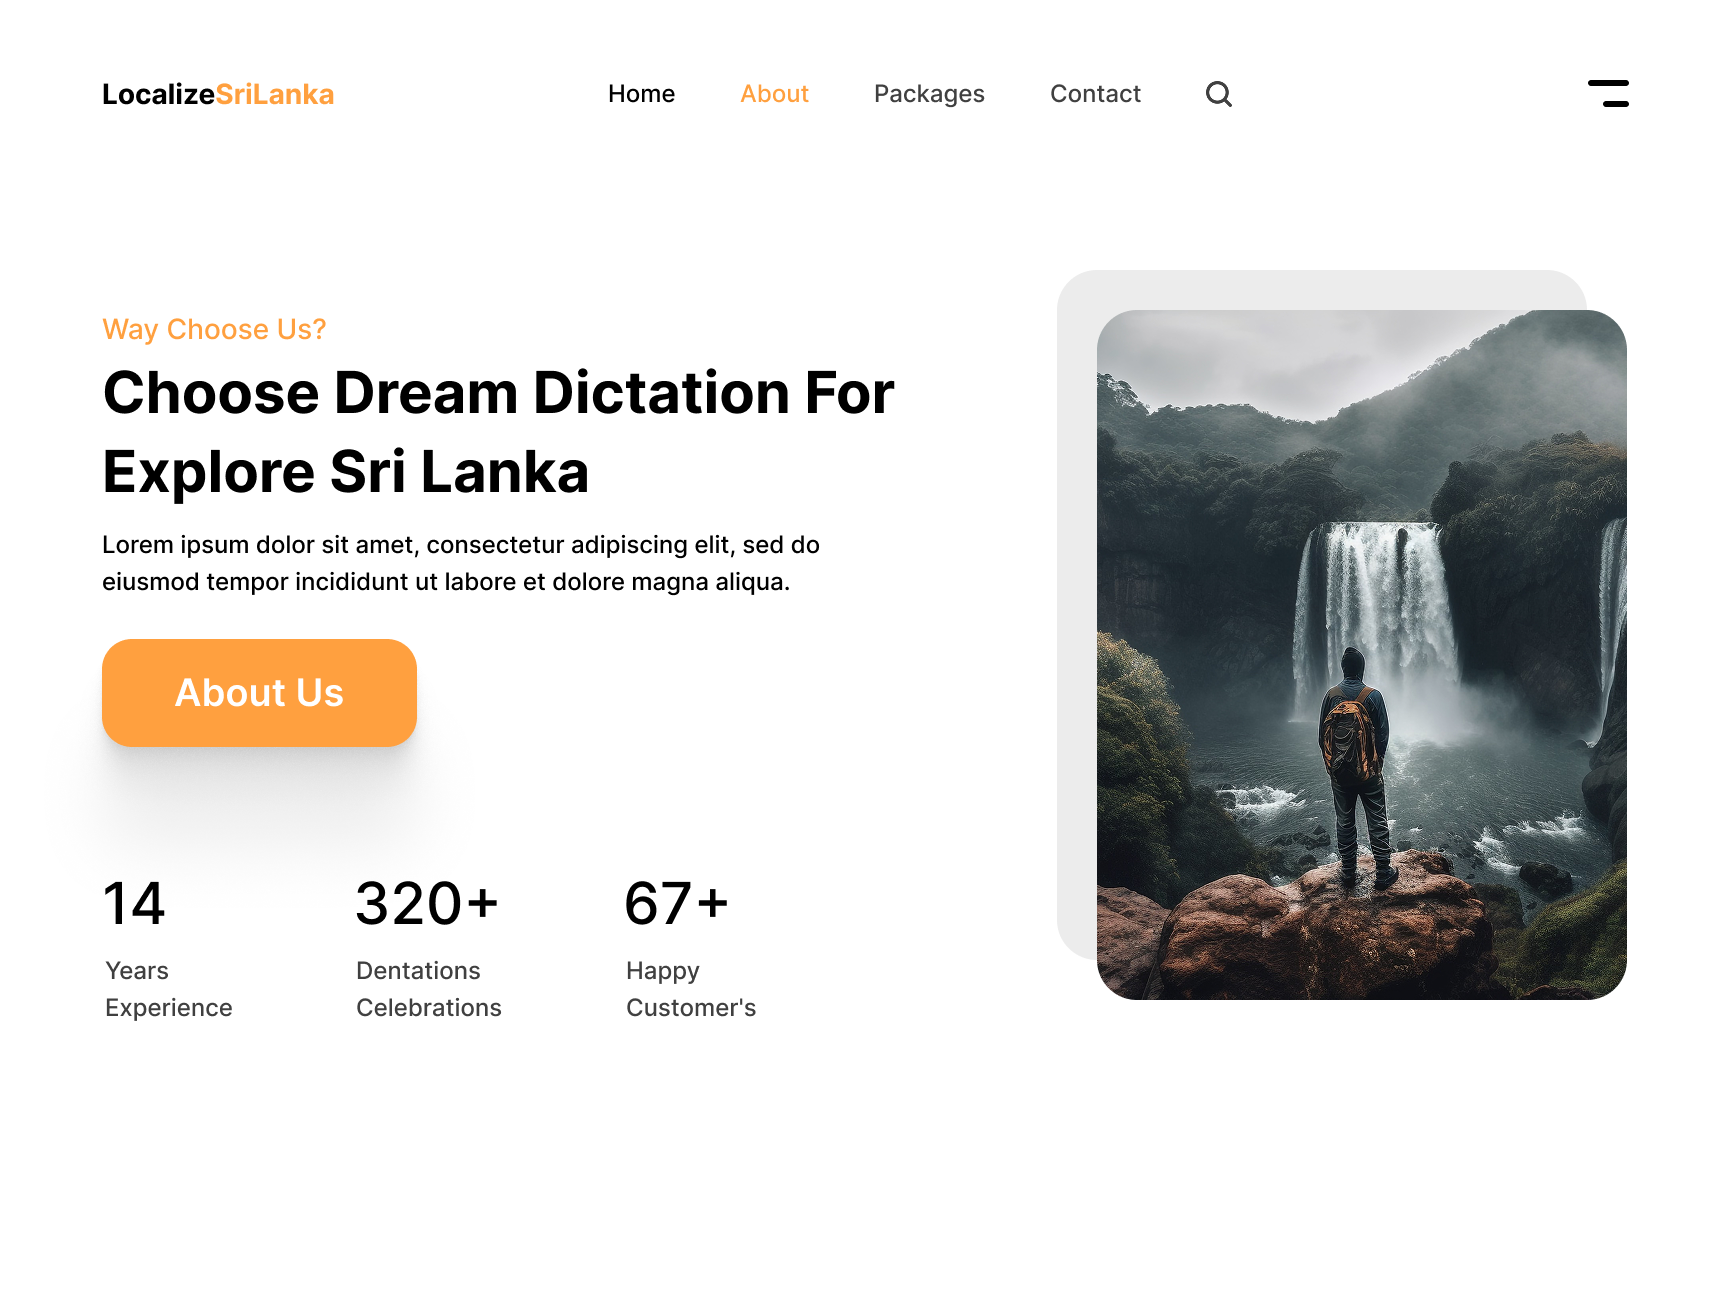 LocalizeSriLanka
Home
About
Packages
Contact
Way Choose Us?
Choose Dream Dictation For
Explore Sri Lanka
Lorem ipsum dolor sit amet, consectetur adipiscing elit, sed do
eiusmod tempor incididunt ut labore et dolore magna aliqua.
About Us
14
Years
Experience
320+
Dentations
Celebrations
67+
Happy
Customer's